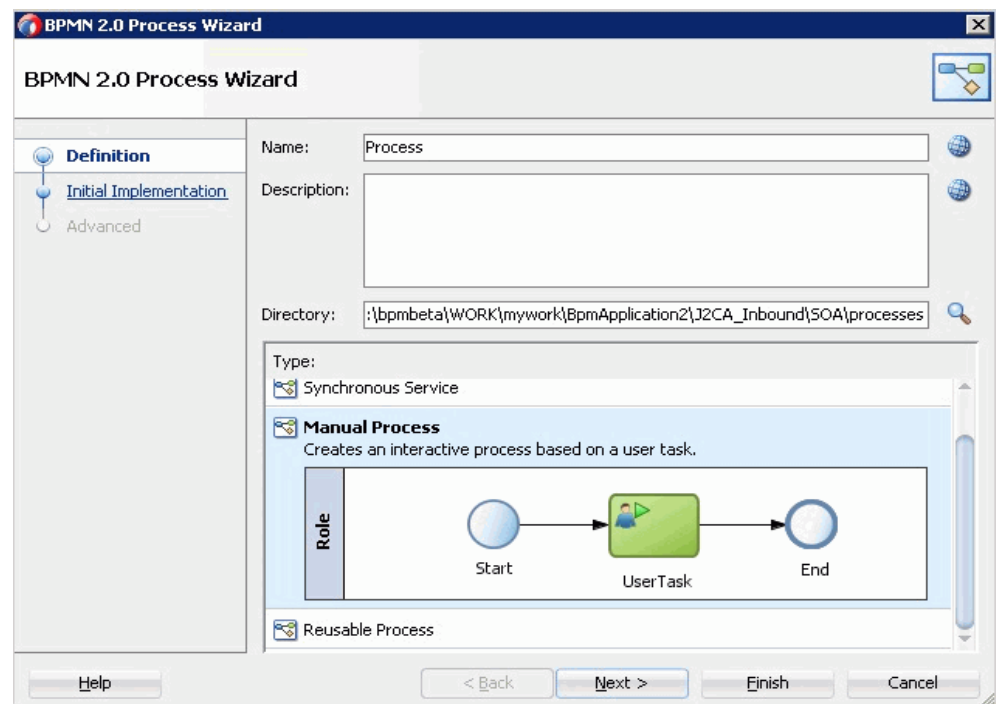 BPMN 2.0 Process Wizard
BPMN 2.0 Process Wizard
Definition
Initial Implementation
Advanced
Name: Process
Description:
Directory: :\bpmbeta\WORK\mywork\BpmApplication2\J2CA_Inbound\SOA\processes
Type:
Synchronous Service
Manual Process
Creates an interactive process based on a user task.
Role
Start
UserTask
End
Reusable Process
Help
< Back
Next >
Finish
Cancel